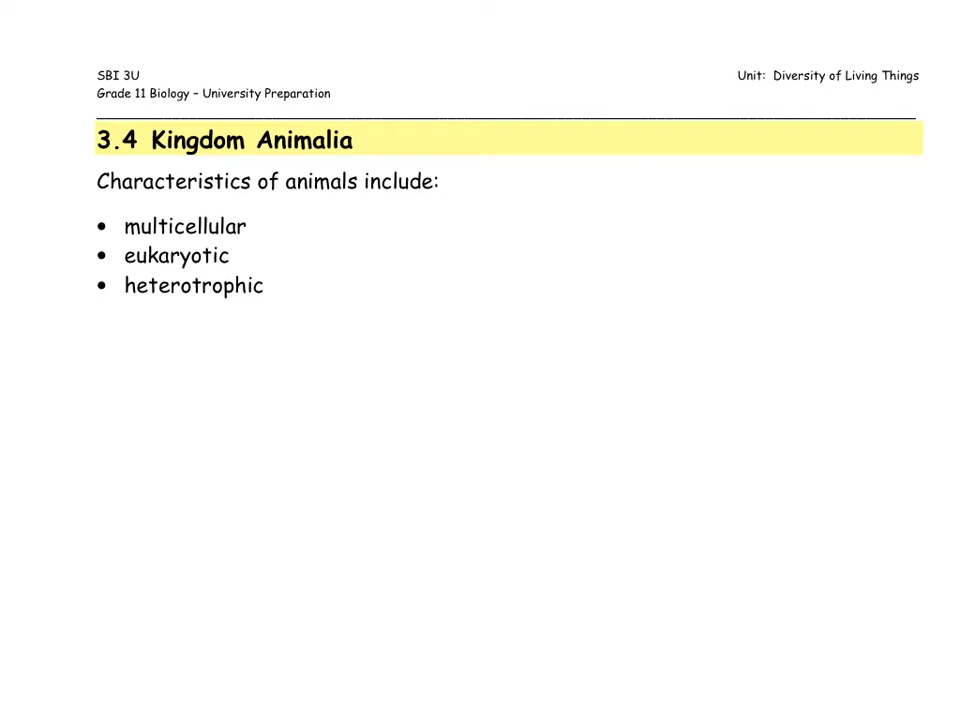 SBI 3U
Unit: Diversity of Living Things
Grade 11 Biology – University Preparation
3.4 Kingdom Animalia
Characteristics of animals include:
• multicellular
• eukaryotic
• heterotrophic